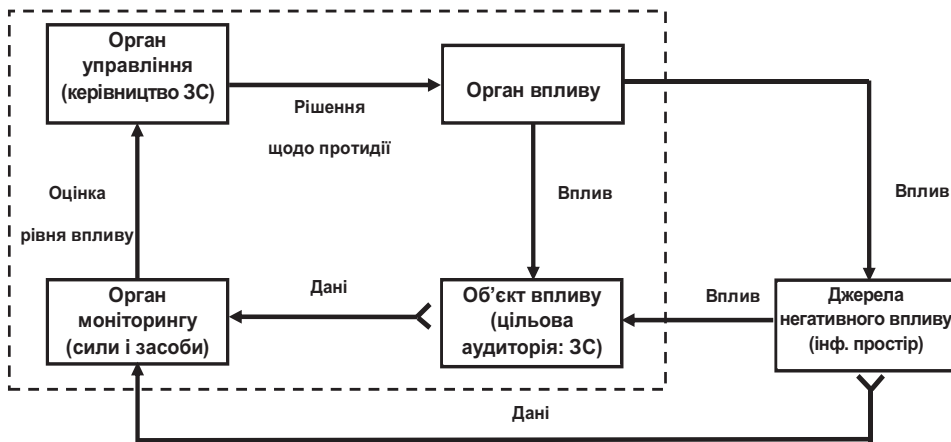 Орган
управління
(керівництво ЗС)
Рішення
щодо протидії
Орган впливу
Оцінка
рівня впливу
Вплив
Вплив
Орган
моніторингу
(сили і засоби)
Дані
Об’єкт впливу
(цільова
аудиторія: ЗС)
Вплив
Джерела
негативного впливу
(інф. простір)
Дані